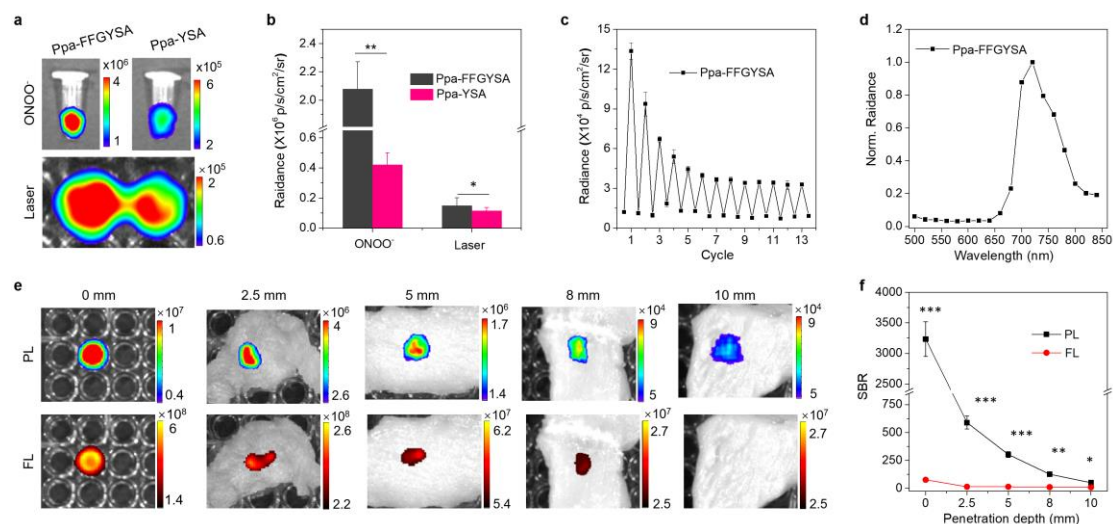 a
Ppa-FFGYSA
Ppa-YSA
ONOO⁻
x10⁶
4
1
x10⁵
6
2
Laser
x10⁵
2
0.6
b
Raidance (X10⁶ p/s/cm²/sr)
2.2
2.1
2.0
0.6
0.4
0.2
0.0
**
*
Ppa-FFGYSA
Ppa-YSA
ONOO⁻
Laser
c
Radiance (X10⁴ p/s/cm²/sr)
15
12
9
6
3
0
Ppa-FFGYSA
1 3 5 7 9 11 13
Cycle
d
Norm. Raidance
1.2
1.0
0.8
0.6
0.4
0.2
0.0
Ppa-FFGYSA
500 550 600 650 700 750 800 850
Wavelength (nm)
e
0 mm
2.5 mm
5 mm
8 mm
10 mm
PL
×10⁷
1
0.4
×10⁶
4
2.6
×10⁶
1.7
1.4
×10⁴
9
5
×10⁴
9
5
FL
×10⁸
6
1.4
×10⁸
2.6
2.2
×10⁷
6.2
5.4
×10⁷
2.7
2.5
×10⁷
2.7
2.5
f
SBR
4000
3750
3500
3250
3000
750
500
250
0
***
***
***
**
*
PL
FL
0 2.5 5 8 10
Penetration depth (mm)